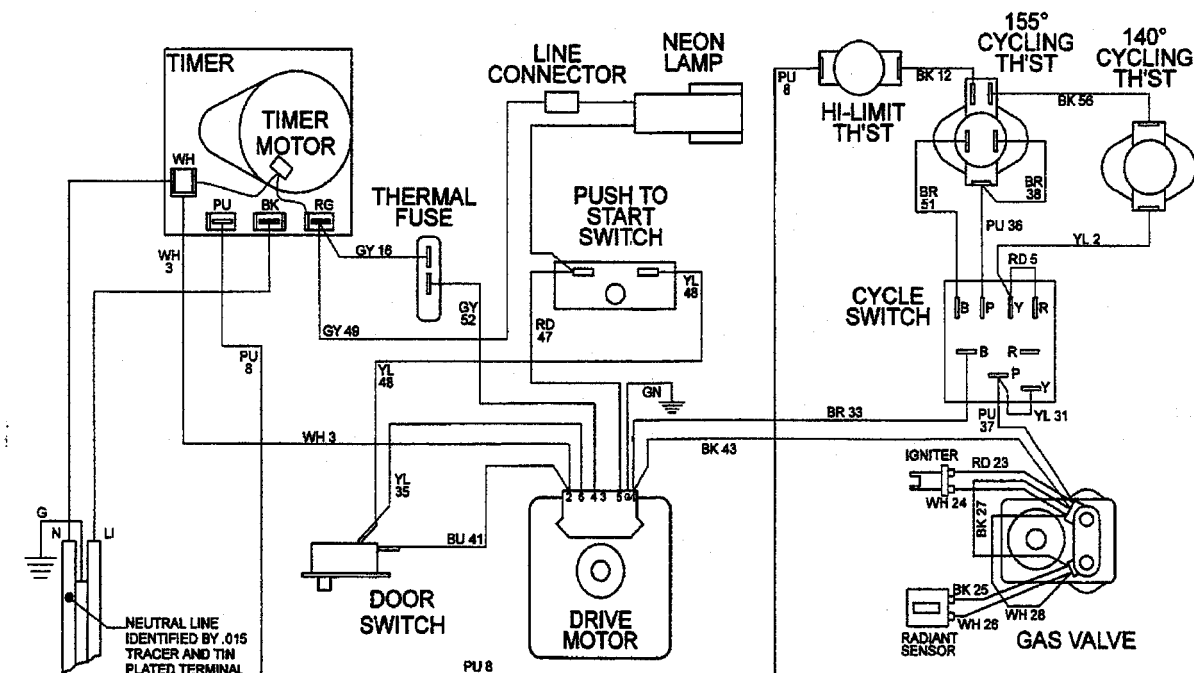 TIMER
TIMER
MOTOR
WH
PU
BK
RG
WH
3
PU
8
GY 16
GY 49
THERMAL
FUSE
GY
52
LINE
CONNECTOR
NEON
LAMP
PUSH TO
START
SWITCH
RD
47
YL
48
YL
48
PU
8
HI-LIMIT
TH'ST
BK 12
155°
CYCLING
TH'ST
140°
CYCLING
TH'ST
BK 56
BR
51
BR
38
PU 36
YL 2
RD 5
CYCLE
SWITCH
B
P
Y
R
B
R
P
Y
PU
37
YL 31
GN
BR 33
BK 43
WH 3
YL
35
BU 41
2
6
4
3
5
DRIVE
MOTOR
DOOR
SWITCH
G
N
LI
NEUTRAL LINE
IDENTIFIED BY .015
TRACER AND TIN
PLATED TERMINAL
PU 8
IGNITER
RD 23
WH 24
BK 27
BK 25
WH 28
WH 26
RADIANT
SENSOR
GAS VALVE